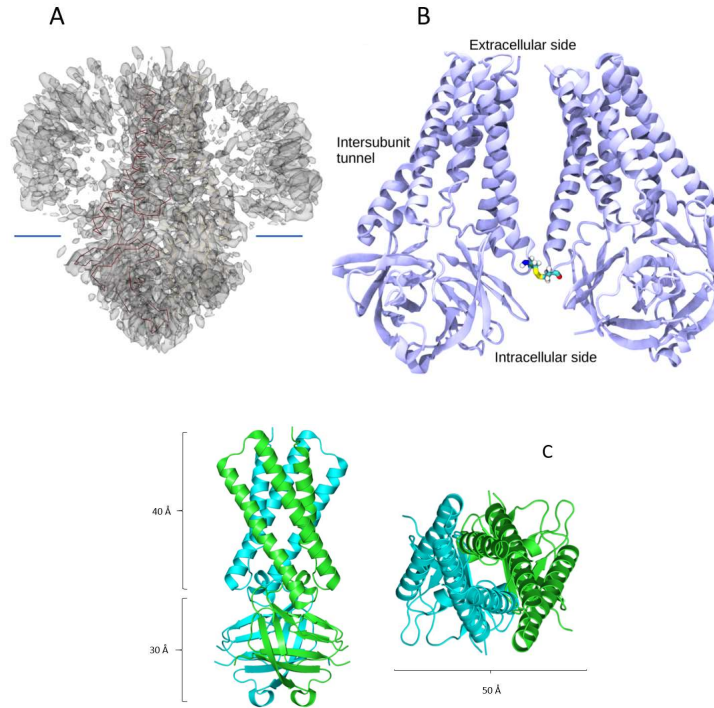 A
B
Extracellular side
Intersubunit
tunnel
Intracellular side
C
40 Å
30 Å
50 Å